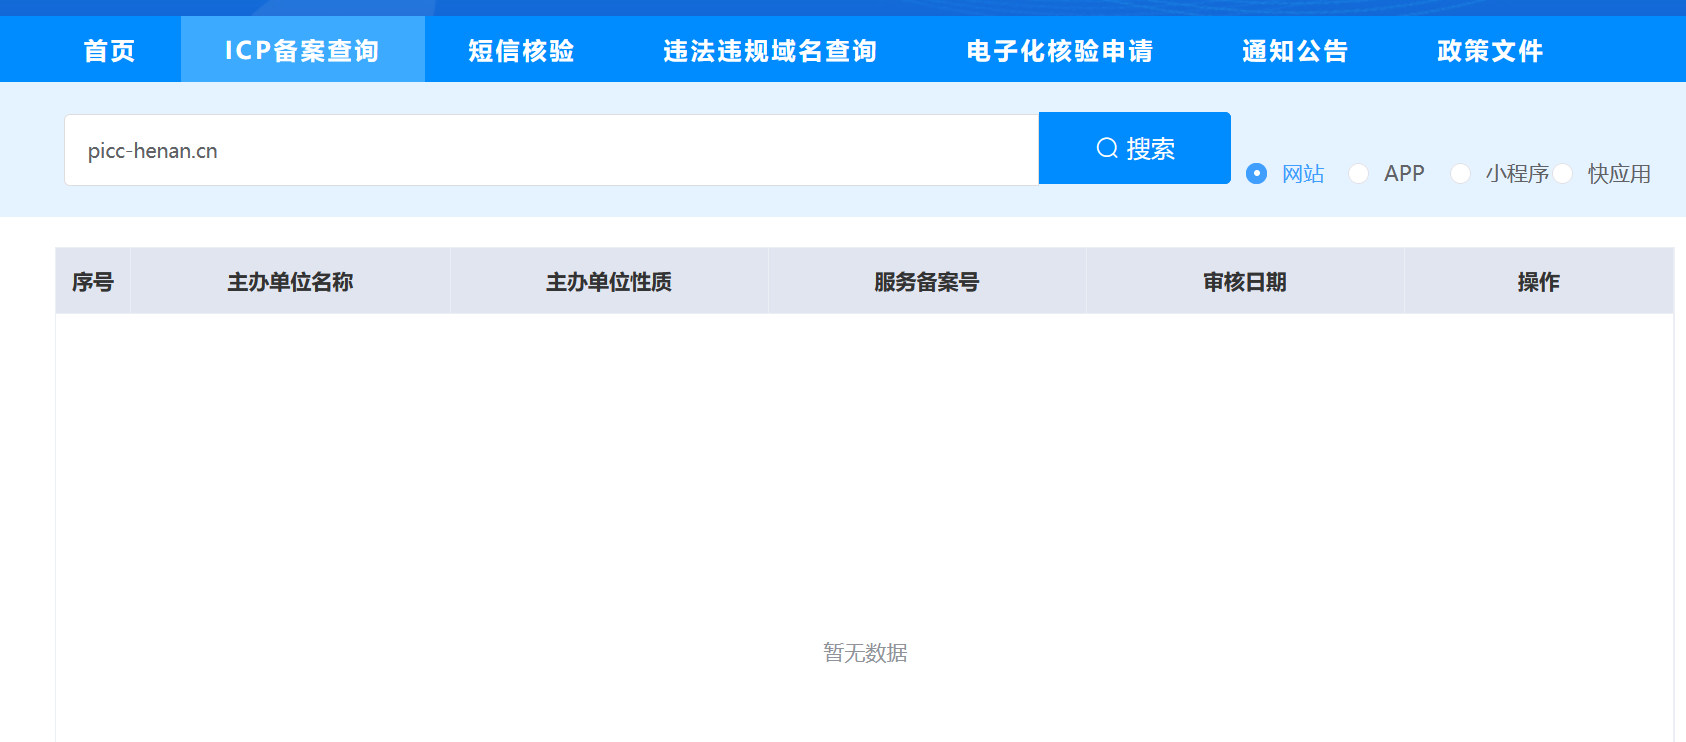 首页 ICP备案查询 短信核验 违法违规域名查询 电子化核验申请 通知公告 政策文件
picc-henan.cn 搜索
网站 APP 小程序 快应用
序号 主办单位名称 主办单位性质 服务备案号 审核日期 操作
暂无数据